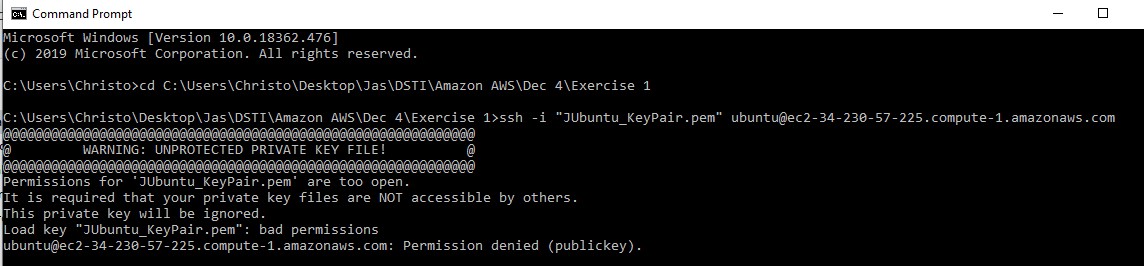 Command Prompt
Microsoft Windows [Version 10.0.18362.476]
(c) 2019 Microsoft Corporation. All rights reserved.
C:\Users\Christo>cd C:\Users\Christo\Desktop\Jas\DSTI\Amazon AWS\Dec 4\Exercise 1
C:\Users\Christo\Desktop\Jas\DSTI\Amazon AWS\Dec 4\Exercise 1>ssh -i "JUbuntu_KeyPair.pem" ubuntu@ec2-34-230-57-225.compute-1.amazonaws.com
@@@@@@@@@@@@@@@@@@@@@@@@@@@@@@@@@@@@@@@@@@@@@@@@@@@@@@@@@@@
@         WARNING: UNPROTECTED PRIVATE KEY FILE!          @
@@@@@@@@@@@@@@@@@@@@@@@@@@@@@@@@@@@@@@@@@@@@@@@@@@@@@@@@@@@
Permissions for 'JUbuntu_KeyPair.pem' are too open.
It is required that your private key files are NOT accessible by others.
This private key will be ignored.
Load key "JUbuntu_KeyPair.pem": bad permissions
ubuntu@ec2-34-230-57-225.compute-1.amazonaws.com: Permission denied (publickey).